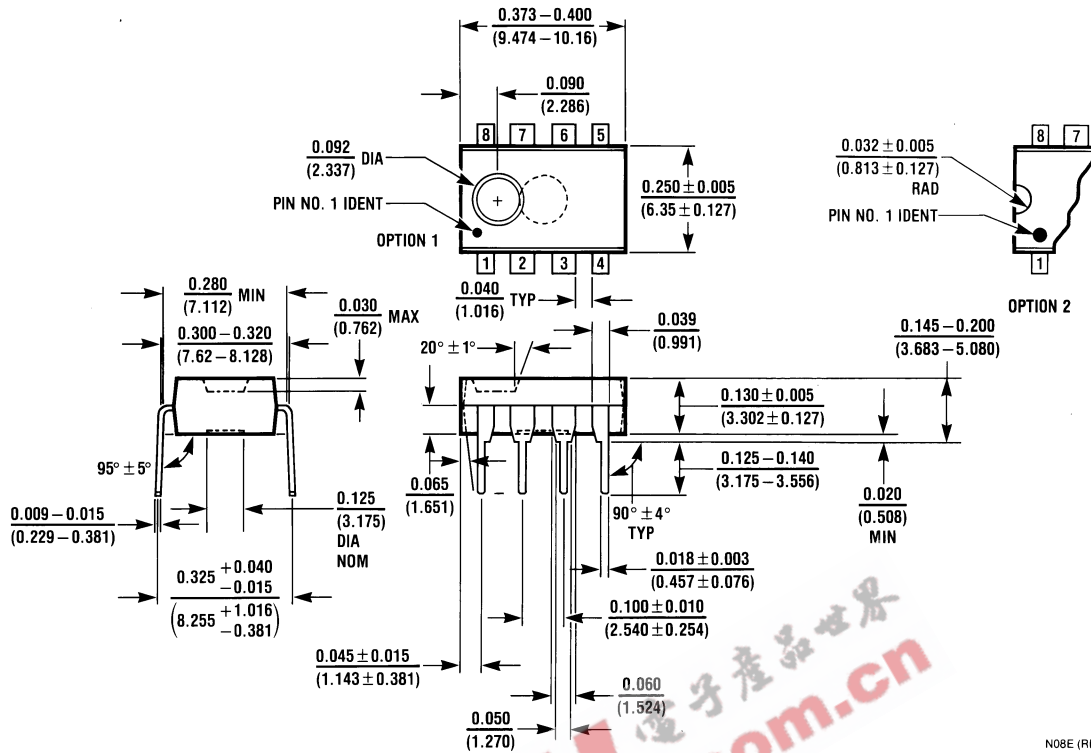 0.373 – 0.400
(9.474 – 10.16)
0.090
(2.286)
8 7 6 5
0.092 DIA
(2.337)
PIN NO. 1 IDENT
OPTION 1
+
0.250 ± 0.005
(6.35 ± 0.127)
1 2 3 4
8 7
0.032 ± 0.005
(0.813 ± 0.127)
RAD
PIN NO. 1 IDENT
1
OPTION 2
0.280 MIN
(7.112)
0.300 – 0.320
(7.62 – 8.128)
0.030 MAX
(0.762)
0.040 TYP
(1.016)
0.039
(0.991)
20° ± 1°
0.145 – 0.200
(3.683 – 5.080)
0.130 ± 0.005
(3.302 ± 0.127)
95° ± 5°
0.065
(1.651)
0.125 – 0.140
(3.175 – 3.556)
90° ± 4°
TYP
0.020
(0.508)
MIN
0.009 – 0.015
(0.229 – 0.381)
0.125
(3.175)
DIA
NOM
0.018 ± 0.003
(0.457 ± 0.076)
0.325 +0.040
−0.015
(8.255 +1.016
−0.381)
0.100 ± 0.010
(2.540 ± 0.254)
0.045 ± 0.015
(1.143 ± 0.381)
0.060
(1.524)
0.050
(1.270)
電子產品世界
om.cn
N08E (RE